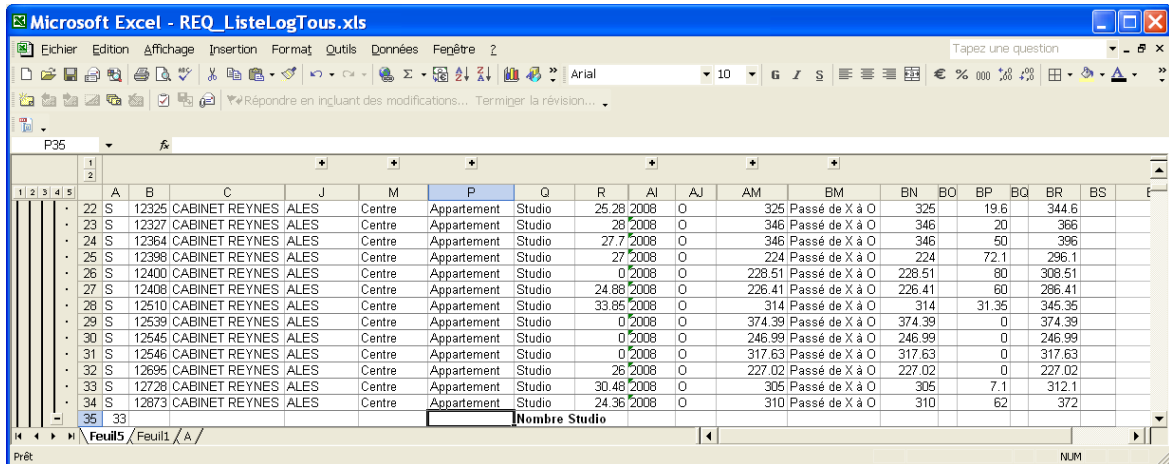 Microsoft Excel - REQ_ListeLogTous.xls
Fichier Edition Affichage Insertion Format Outils Données Fenêtre ? Tapez une question
Arial 10 G I S € % 000
Répondre en incluant des modifications... Terminer la révision...
P35 fx
1
2
1 2 3 4 5 A B C J M P Q R AI AJ AM BM BN BO BP BQ BR BS
22 S 12325 CABINET REYNES ALES Centre Appartement Studio 25.28 2008 O 325 Passé de X à O 325 19.6 344.6
23 S 12327 CABINET REYNES ALES Centre Appartement Studio 28 2008 O 346 Passé de X à O 346 20 366
24 S 12364 CABINET REYNES ALES Centre Appartement Studio 27.7 2008 O 346 Passé de X à O 346 50 396
25 S 12398 CABINET REYNES ALES Centre Appartement Studio 27 2008 O 224 Passé de X à O 224 72.1 296.1
26 S 12400 CABINET REYNES ALES Centre Appartement Studio 0 2008 O 228.51 Passé de X à O 228.51 80 308.51
27 S 12408 CABINET REYNES ALES Centre Appartement Studio 24.88 2008 O 226.41 Passé de X à O 226.41 60 286.41
28 S 12510 CABINET REYNES ALES Centre Appartement Studio 33.85 2008 O 314 Passé de X à O 314 31.35 345.35
29 S 12539 CABINET REYNES ALES Centre Appartement Studio 0 2008 O 374.39 Passé de X à O 374.39 0 374.39
30 S 12545 CABINET REYNES ALES Centre Appartement Studio 0 2008 O 246.99 Passé de X à O 246.99 0 246.99
31 S 12546 CABINET REYNES ALES Centre Appartement Studio 0 2008 O 317.63 Passé de X à O 317.63 0 317.63
32 S 12695 CABINET REYNES ALES Centre Appartement Studio 26 2008 O 227.02 Passé de X à O 227.02 0 227.02
33 S 12728 CABINET REYNES ALES Centre Appartement Studio 30.48 2008 O 305 Passé de X à O 305 7.1 312.1
34 S 12873 CABINET REYNES ALES Centre Appartement Studio 24.36 2008 O 310 Passé de X à O 310 62 372
35 33 Nombre Studio
Feuil5 Feuil1 A
Prêt NUM